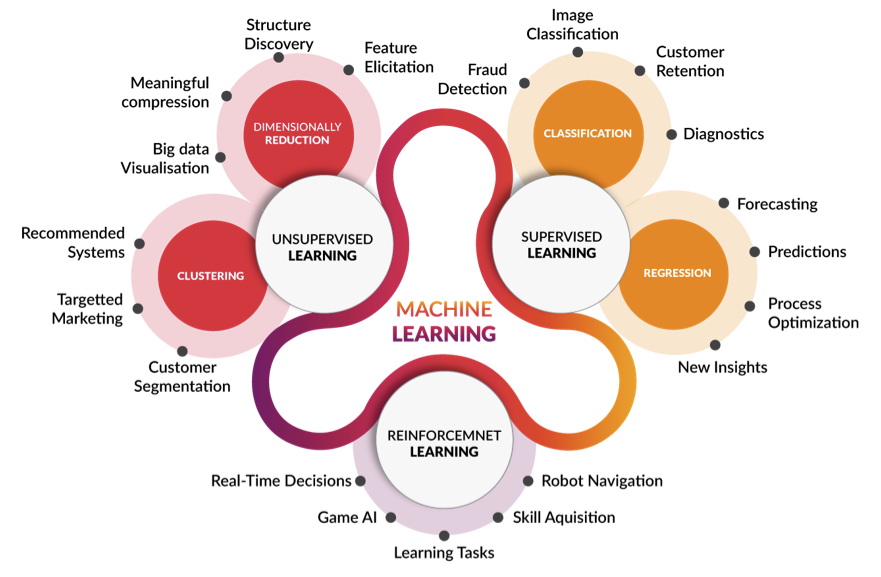 Structure
Discovery
Feature
Elicitation
Meaningful
compression
Big data
Visualisation
DIMENSIONALLY
REDUCTION
Recommended
Systems
Targetted
Marketing
Customer
Segmentation
CLUSTERING
UNSUPERVISED
LEARNING
Image
Classification
Fraud
Detection
Customer
Retention
Diagnostics
CLASSIFICATION
SUPERVISED
LEARNING
REGRESSION
Forecasting
Predictions
Process
Optimization
New Insights
MACHINE
LEARNING
REINFORCEMNET
LEARNING
Real-Time Decisions
Game AI
Learning Tasks
Skill Aquisition
Robot Navigation